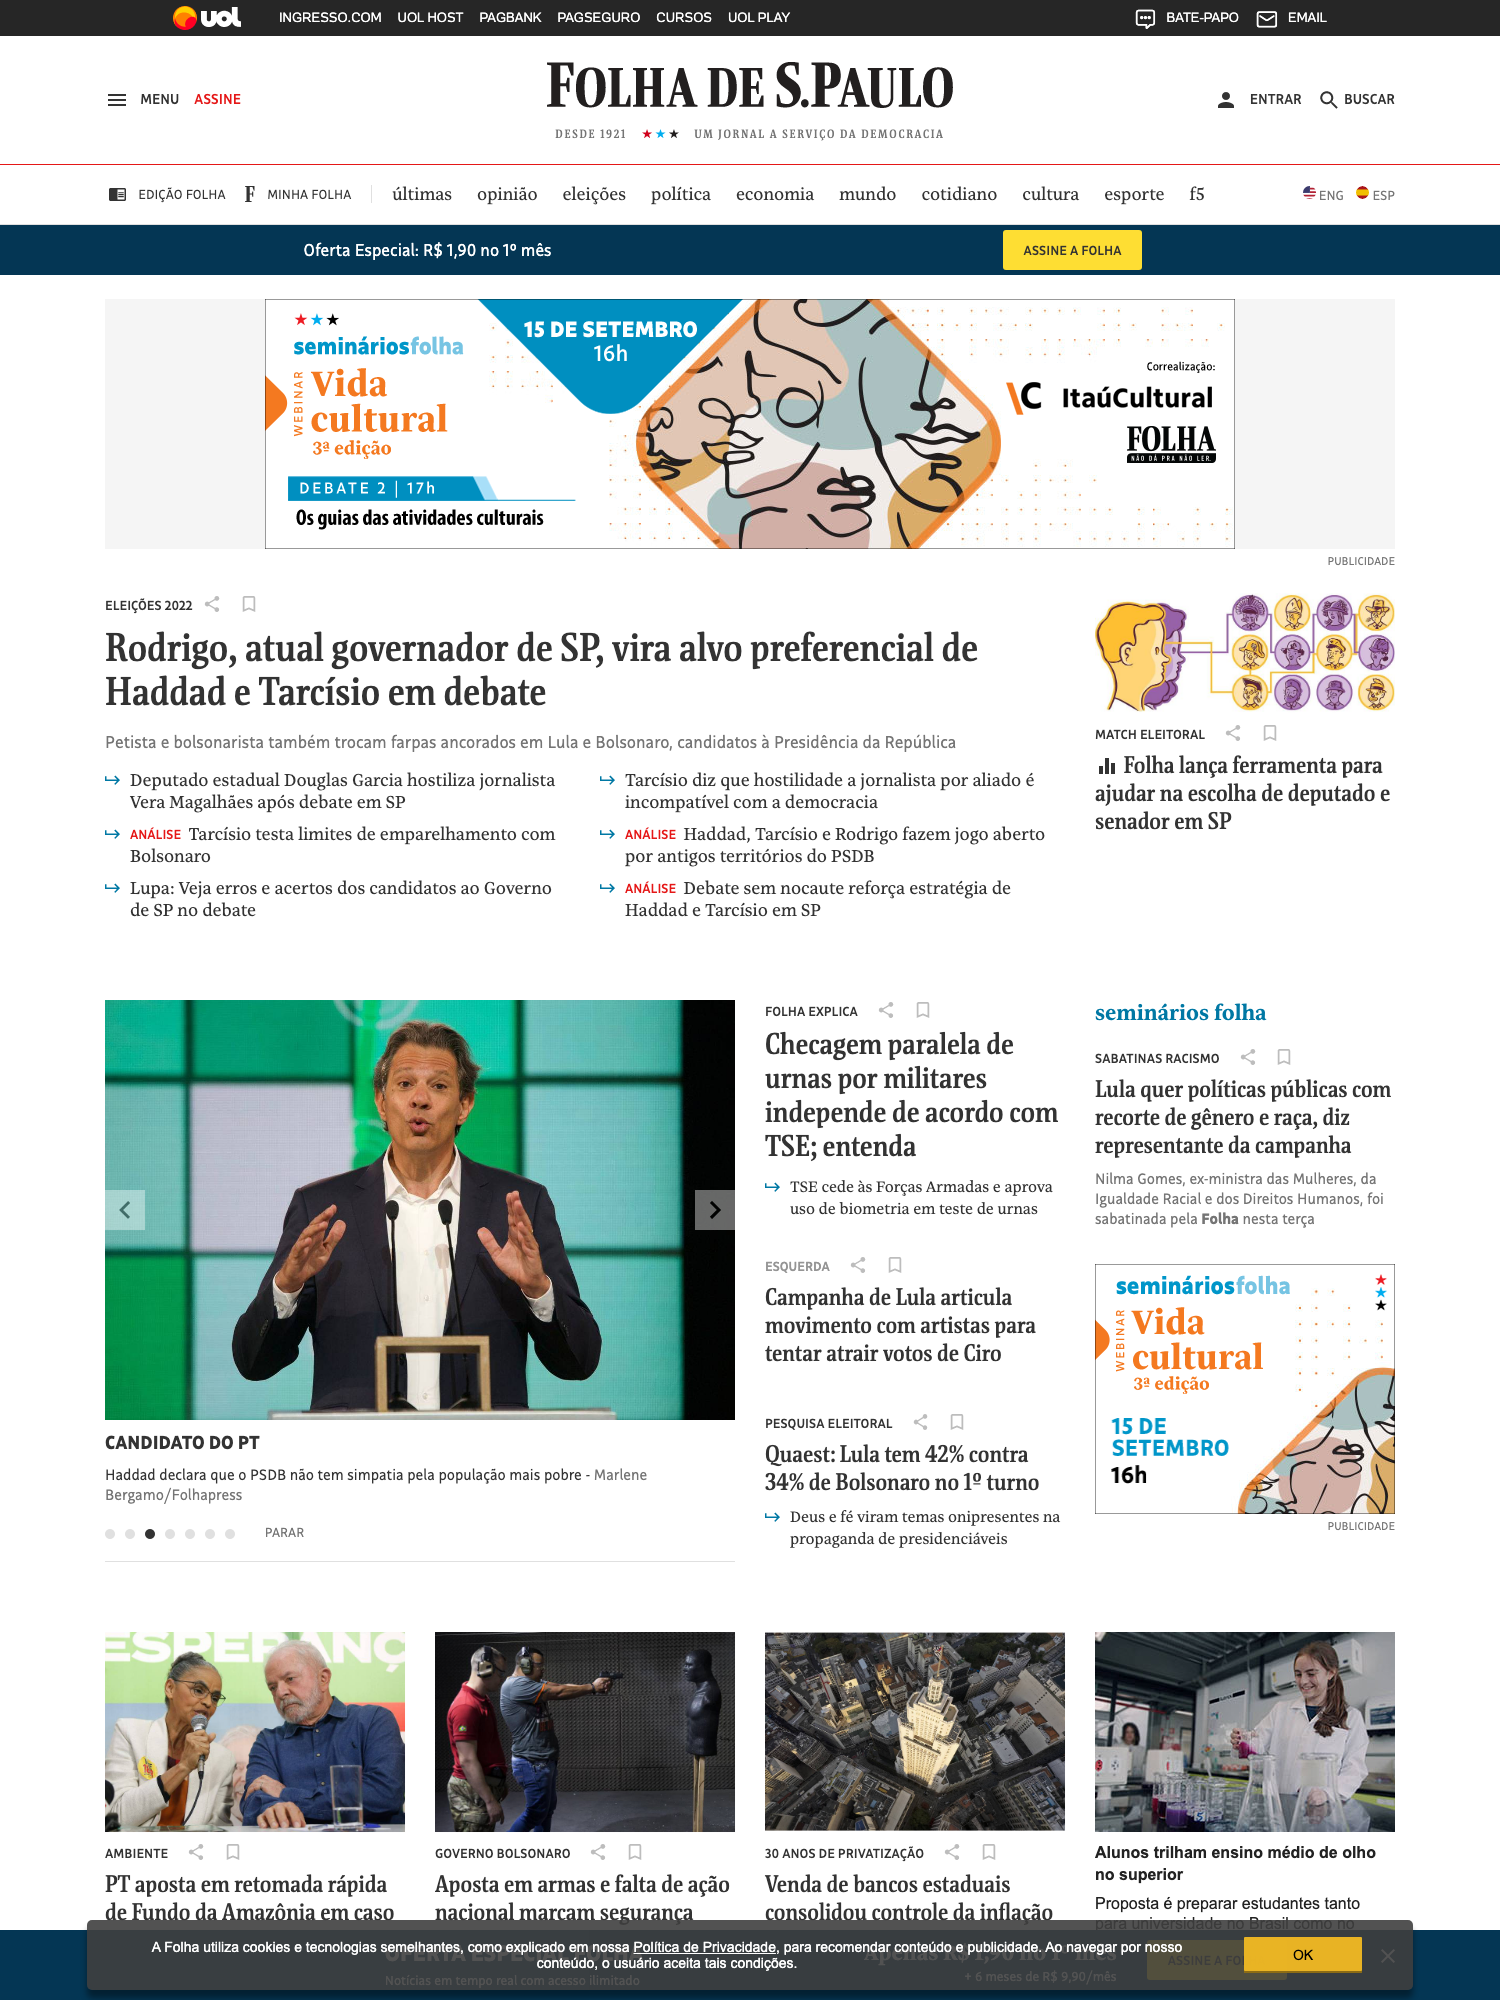 uol
INGRESSO.COM UOL HOST PAGBANK PAGSEGURO CURSOS UOL PLAY
BATE-PAPO EMAIL
MENU ASSINE
FOLHA DE S.PAULO
DESDE 1921 ★★★ UM JORNAL A SERVIÇO DA DEMOCRACIA
ENTRAR BUSCAR
EDIÇÃO FOLHA F MINHA FOLHA
últimas opinião eleições política economia mundo cotidiano cultura esporte f5
ENG ESP
Oferta Especial: R$ 1,90 no 1º mês
ASSINE A FOLHA
semináriosfolha
WEBINAR
Vida
cultural
3ª edição
DEBATE 2 | 17h
Os guias das atividades culturais
15 DE SETEMBRO
16h
Correalização:
\C ItaúCultural
FOLHA
NÃO DÁ PRA NÃO LER.
PUBLICIDADE
ELEIÇÕES 2022
Rodrigo, atual governador de SP, vira alvo preferencial de
Haddad e Tarcísio em debate
Petista e bolsonarista também trocam farpas ancorados em Lula e Bolsonaro, candidatos à Presidência da República
Deputado estadual Douglas Garcia hostiliza jornalista
Vera Magalhães após debate em SP
ANÁLISE Tarcísio testa limites de emparelhamento com
Bolsonaro
Lupa: Veja erros e acertos dos candidatos ao Governo
de SP no debate
Tarcísio diz que hostilidade a jornalista por aliado é
incompatível com a democracia
ANÁLISE Haddad, Tarcísio e Rodrigo fazem jogo aberto
por antigos territórios do PSDB
ANÁLISE Debate sem nocaute reforça estratégia de
Haddad e Tarcísio em SP
MATCH ELEITORAL
Folha lança ferramenta para
ajudar na escolha de deputado e
senador em SP
CANDIDATO DO PT
Haddad declara que o PSDB não tem simpatia pela população mais pobre - Marlene
Bergamo/Folhapress
PARAR
FOLHA EXPLICA
Checagem paralela de
urnas por militares
independe de acordo com
TSE; entenda
TSE cede às Forças Armadas e aprova
uso de biometria em teste de urnas
ESQUERDA
Campanha de Lula articula
movimento com artistas para
tentar atrair votos de Ciro
PESQUISA ELEITORAL
Quaest: Lula tem 42% contra
34% de Bolsonaro no 1º turno
Deus e fé viram temas onipresentes na
propaganda de presidenciáveis
seminários folha
SABATINAS RACISMO
Lula quer políticas públicas com
recorte de gênero e raça, diz
representante da campanha
Nilma Gomes, ex-ministra das Mulheres, da
Igualdade Racial e dos Direitos Humanos, foi
sabatinada pela Folha nesta terça
semináriosfolha
WEBINAR
Vida
cultural
3ª edição
15 DE
SETEMBRO
16h
PUBLICIDADE
ESPERANÇ
AMBIENTE
PT aposta em retomada rápida
de Fundo da Amazônia em caso
GOVERNO BOLSONARO
Aposta em armas e falta de ação
nacional marcam segurança
30 ANOS DE PRIVATIZAÇÃO
Venda de bancos estaduais
consolidou controle da inflação
Alunos trilham ensino médio de olho
no superior
Proposta é preparar estudantes tanto
para universidade no Brasil como no
A Folha utiliza cookies e tecnologias semelhantes, como explicado em nossa Política de Privacidade, para recomendar conteúdo e publicidade. Ao navegar por nosso
conteúdo, o usuário aceita tais condições.
OK
Notícias em tempo real com acesso ilimitado
Apenas R$ 1,90 no 1º mês
+ 6 meses de R$ 9,90/mês
ASSINE A FO